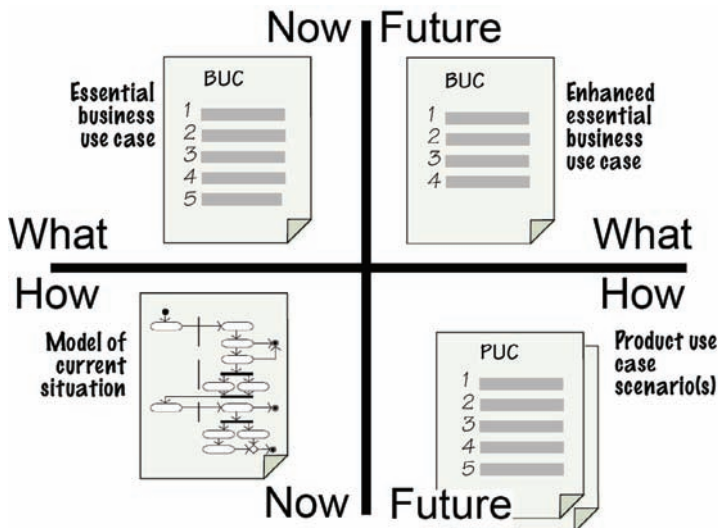 Now Future
Essential
business
use case
BUC
1
2
3
4
5
BUC
1
2
3
4
Enhanced
essential
business
use case
What What
How How
Model of
current
situation
PUC
1
2
3
4
5
Product use
case
scenario(s)
Now Future